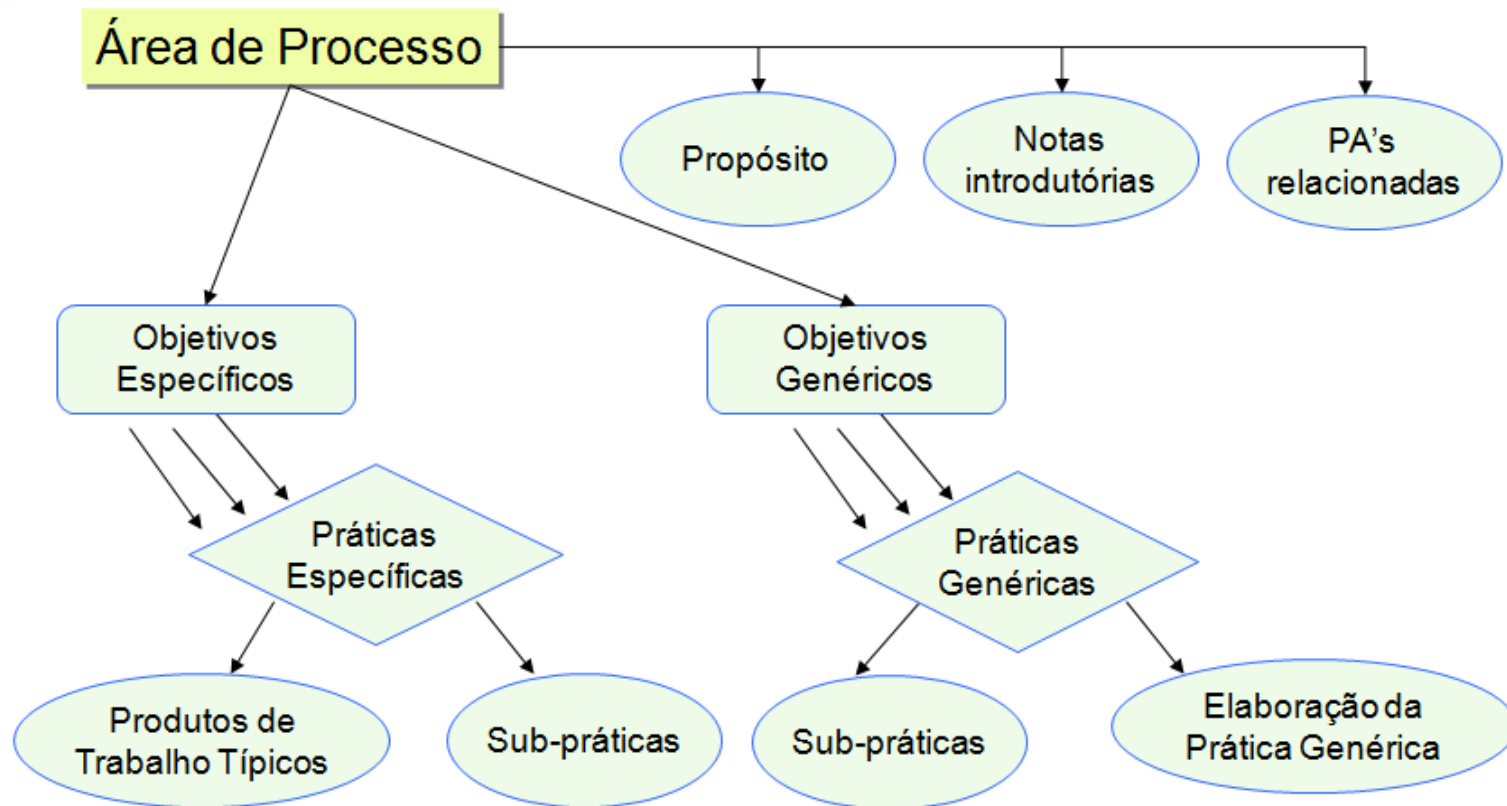 Área de Processo
Propósito
Notas
introdutórias
PA's
relacionadas
Objetivos
Específicos
Objetivos
Genéricos
Práticas
Específicas
Práticas
Genéricas
Produtos de
Trabalho Típicos
Sub-práticas
Sub-práticas
Elaboração da
Prática Genérica